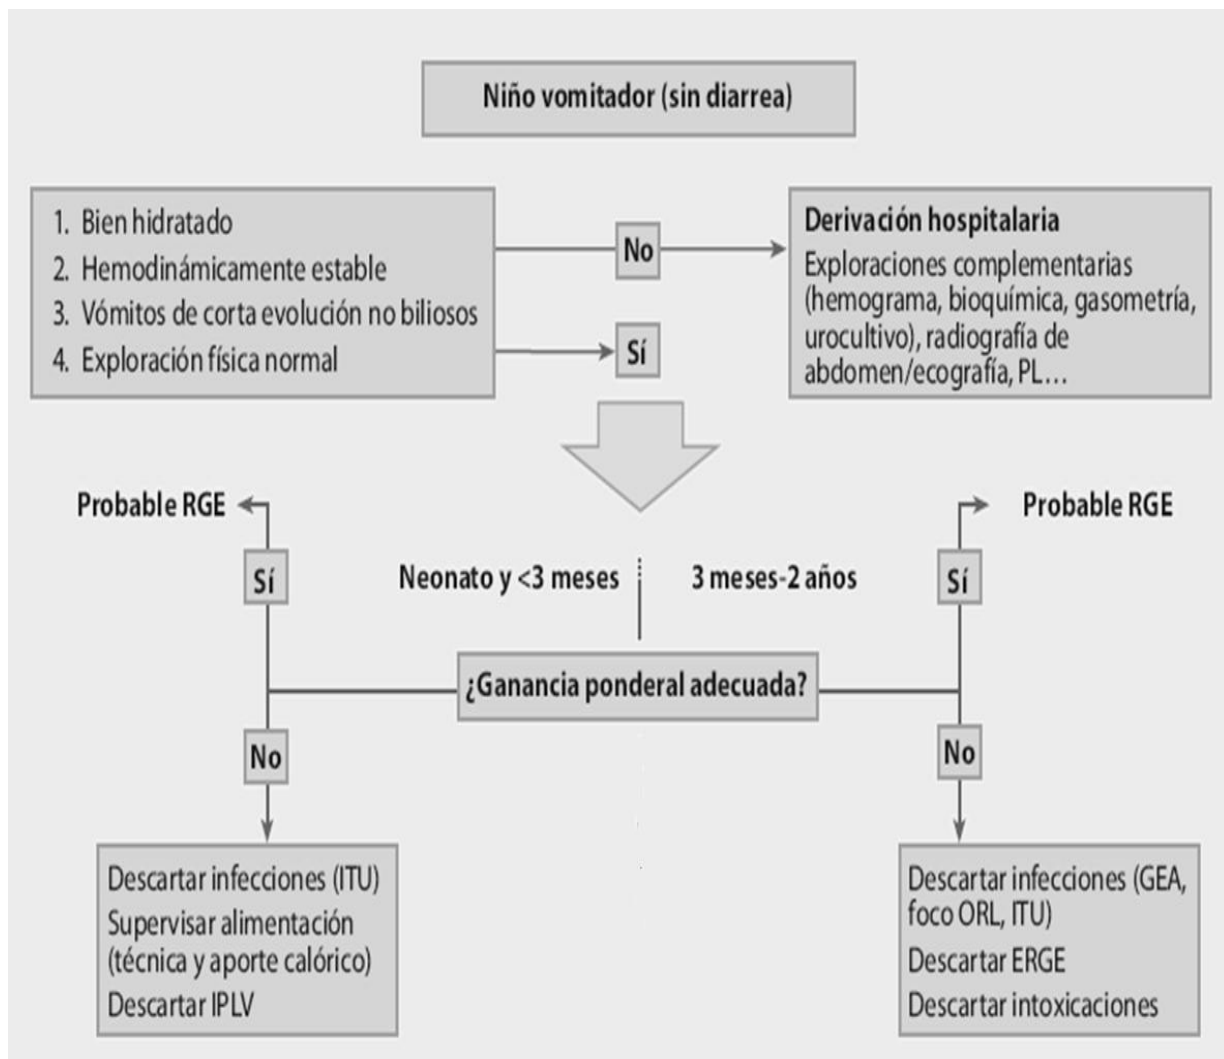 Niño vomitador (sin diarrea)
1. Bien hidratado
2. Hemodinámicamente estable
3. Vómitos de corta evolución no biliosos
4. Exploración física normal
No
Sí
Derivación hospitalaria
Exploraciones complementarias
(hemograma, bioquímica, gasometría,
urocultivo), radiografía de
abdomen/ecografía, PL…
Probable RGE
Probable RGE
Sí
Neonato y <3 meses
3 meses-2 años
Sí
¿Ganancia ponderal adecuada?
No
No
Descartar infecciones (ITU)
Supervisar alimentación
(técnica y aporte calórico)
Descartar IPLV
Descartar infecciones (GEA,
foco ORL, ITU)
Descartar ERGE
Descartar intoxicaciones